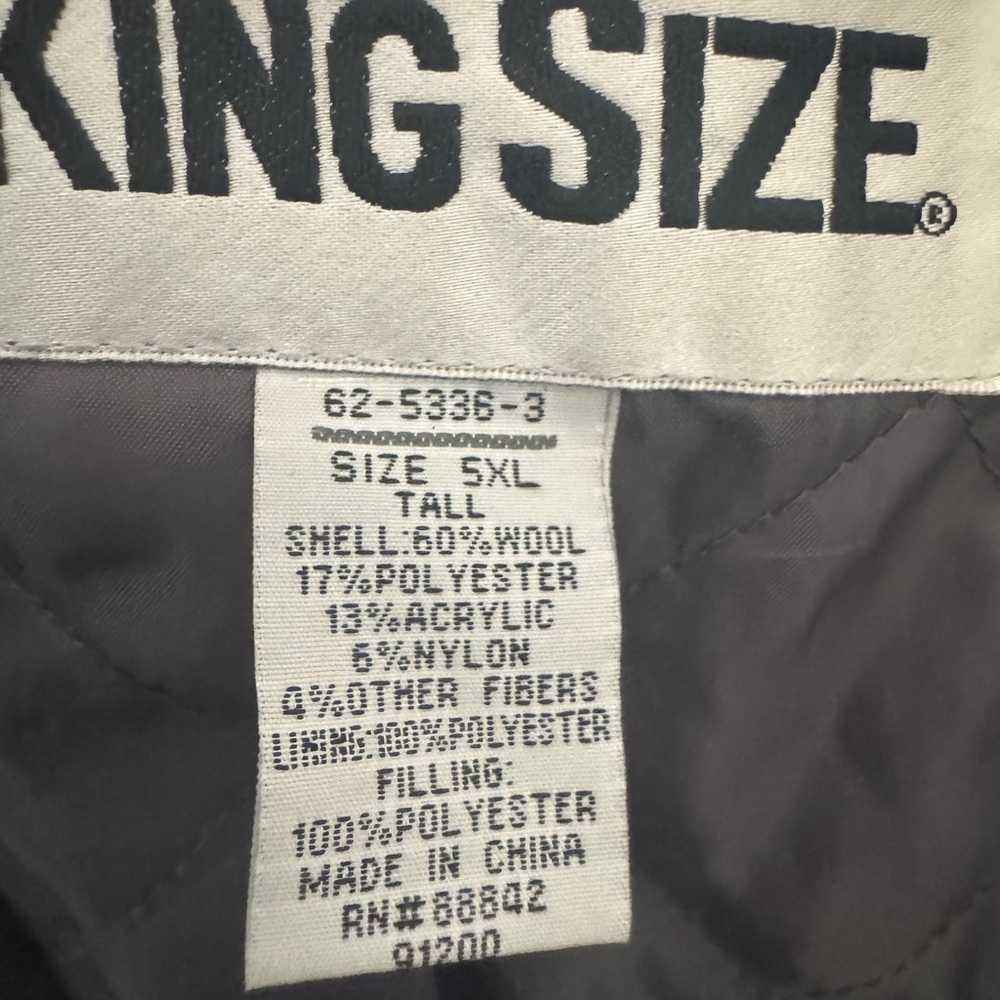 KING SIZE®
62-5336-3
SIZE 5XL
TALL
SHELL:60%WOOL
17%POLYESTER
13%ACRYLIC
6%NYLON
4%OTHER FIBERS
LINING:100%POLYESTER
FILLING:
100%POLYESTER
MADE IN CHINA
RN#88842
91200